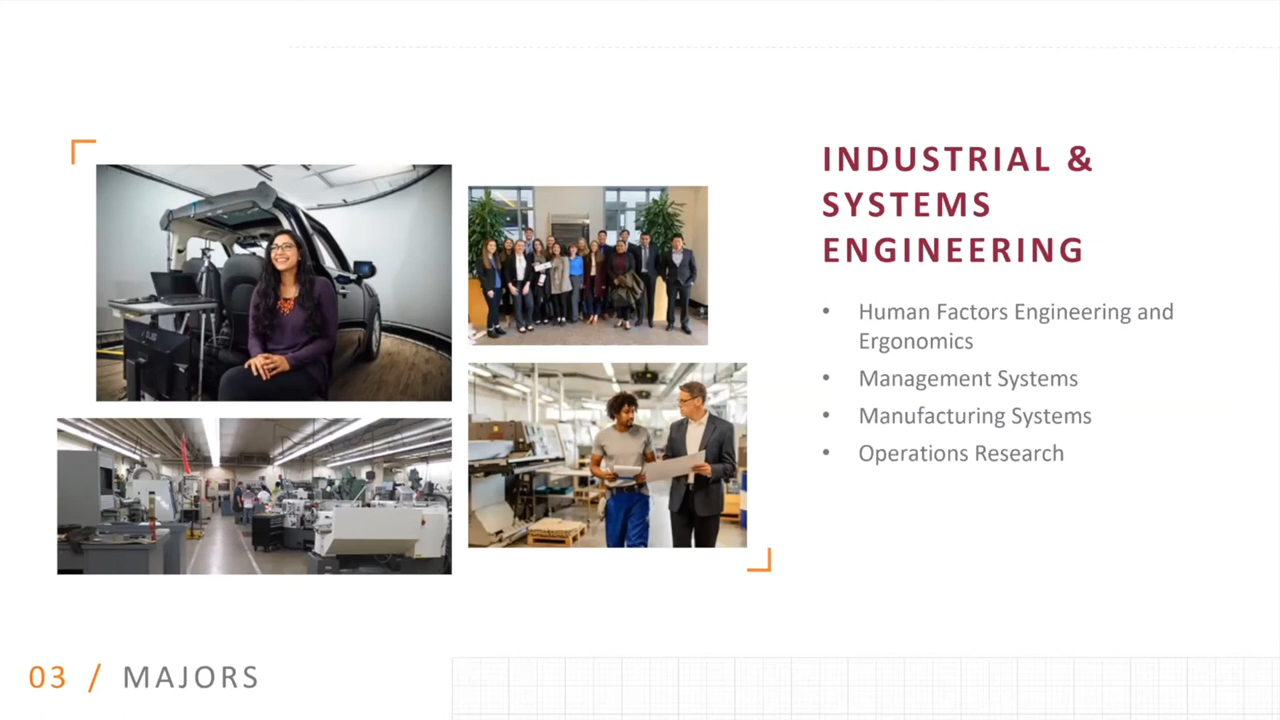 INDUSTRIAL &
SYSTEMS
ENGINEERING
• Human Factors Engineering and
Ergonomics
• Management Systems
• Manufacturing Systems
• Operations Research
03 / MAJORS